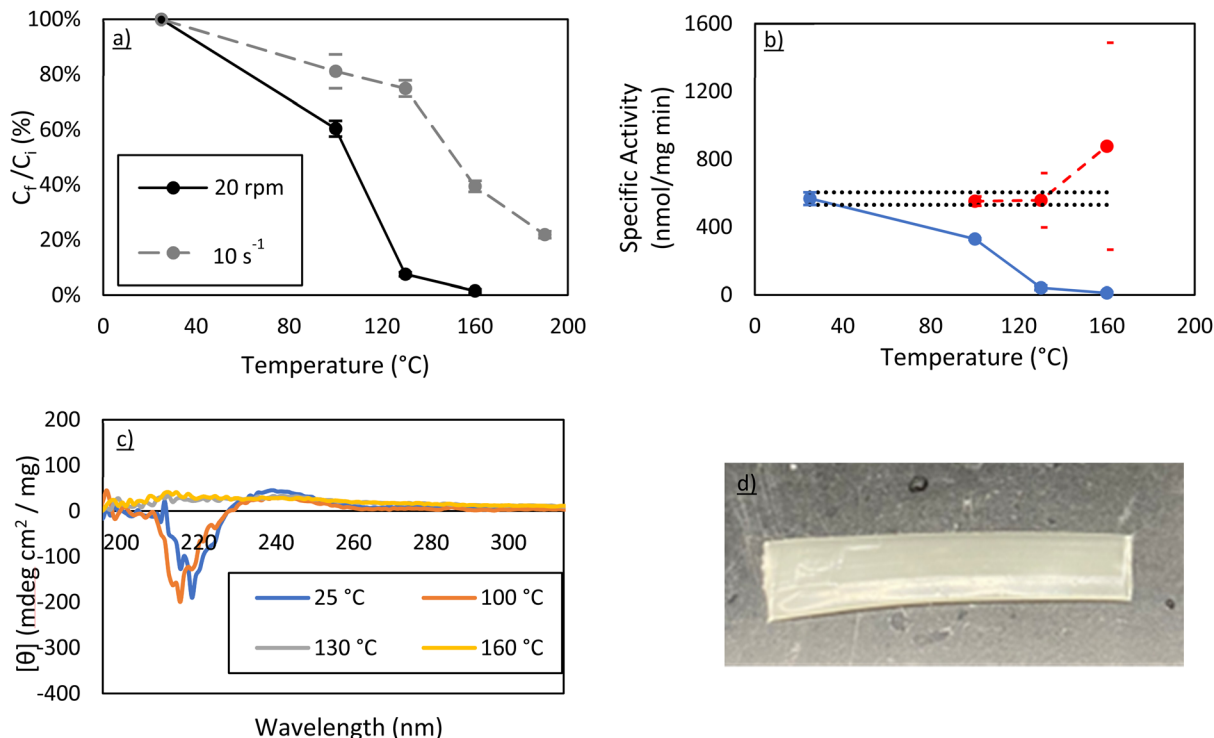 a)
100%
80%
60%
40%
20%
0%
C_f /C_i (%)
20 rpm
10 s⁻¹
0 40 80 120 160 200
Temperature (°C)
b)
1600
1200
800
400
0
Specific Activity
(nmol/mg min)
0 40 80 120 160 200
Temperature (°C)
c)
200
100
0
-100
-200
-300
-400
[θ] (mdeg cm² / mg)
200 220 240 260 280 300
25 °C 100 °C
130 °C 160 °C
Wavelength (nm)
d)